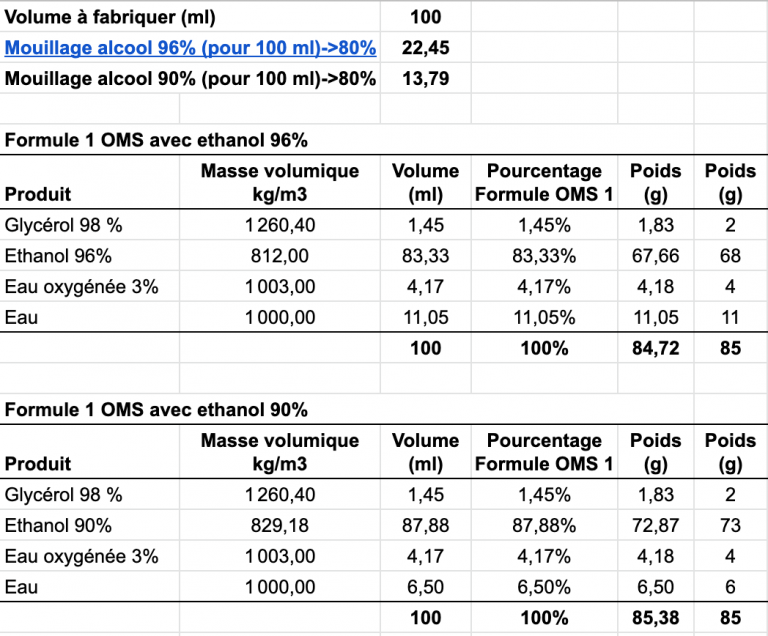 Volume à fabriquer (ml) 100
Mouillage alcool 96% (pour 100 ml)->80% 22,45
Mouillage alcool 90% (pour 100 ml)->80% 13,79
Formule 1 OMS avec ethanol 96%
Masse volumique Volume Pourcentage Poids Poids
Produit kg/m3 (ml) Formule OMS 1 (g) (g)
Glycérol 98 % 1 260,40 1,45 1,45% 1,83 2
Ethanol 96% 812,00 83,33 83,33% 67,66 68
Eau oxygénée 3% 1 003,00 4,17 4,17% 4,18 4
Eau 1 000,00 11,05 11,05% 11,05 11
100 100% 84,72 85
Formule 1 OMS avec ethanol 90%
Masse volumique Volume Pourcentage Poids Poids
Produit kg/m3 (ml) Formule OMS 1 (g) (g)
Glycérol 98 % 1 260,40 1,45 1,45% 1,83 2
Ethanol 90% 829,18 87,88 87,88% 72,87 73
Eau oxygénée 3% 1 003,00 4,17 4,17% 4,18 4
Eau 1 000,00 6,50 6,50% 6,50 6
100 100% 85,38 85